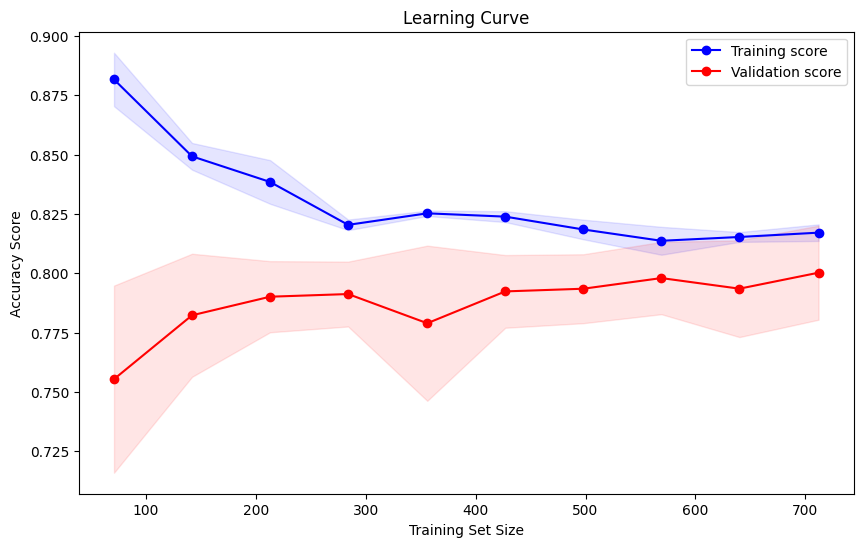 Learning Curve
Training score
Validation score
0.900
0.875
0.850
0.825
0.800
0.775
0.750
0.725
Accuracy Score
100 200 300 400 500 600 700
Training Set Size